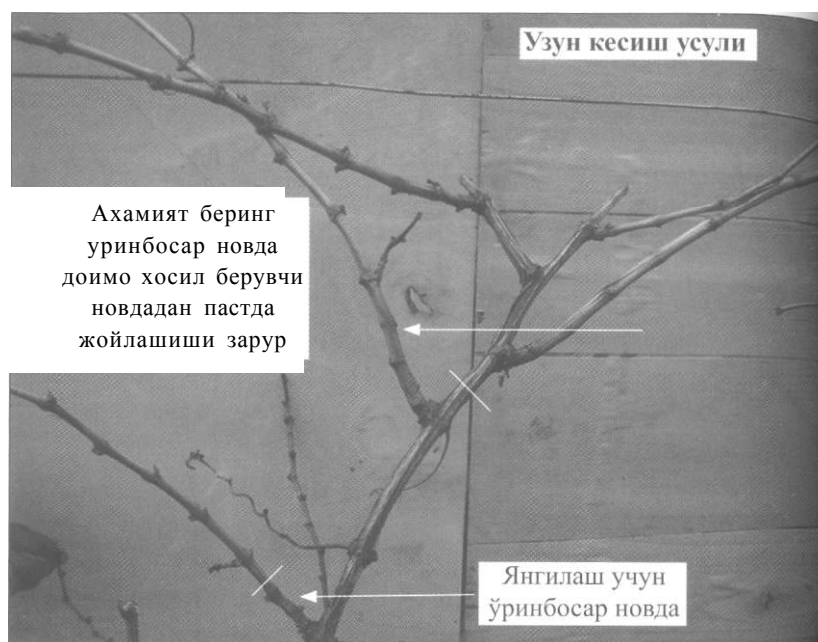 Узун кесиш усули
Ахамият беринг
уринбосар новда
доимо хосил берувчи
новдадан пастда
жойлашиши зарур
Янгилаш учун
ўринбосар новда